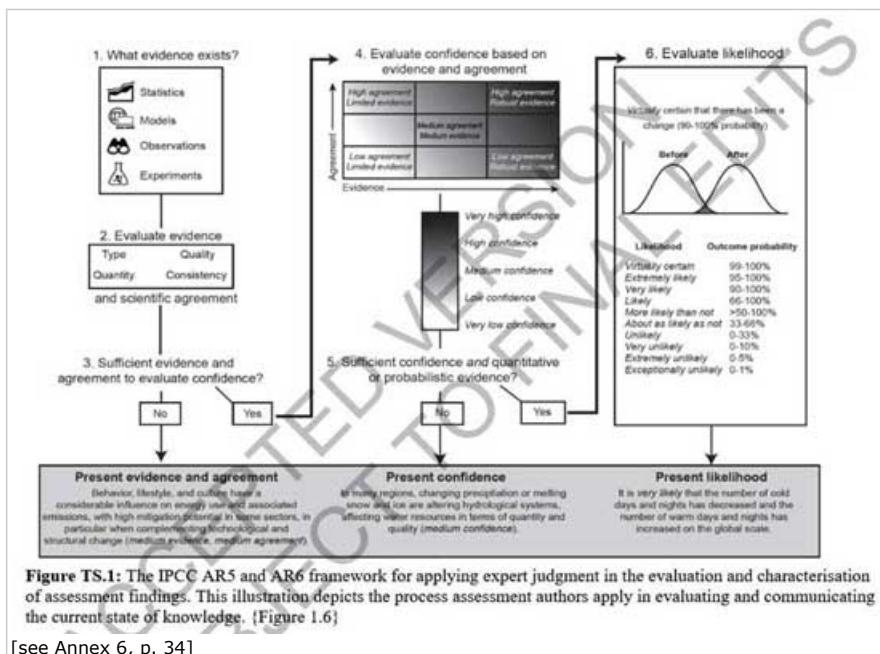 1. What evidence exists?
Statistics
Models
Observations
Experiments
2. Evaluate evidence
Type Quality
Quantity Consistency
and scientific agreement
3. Sufficient evidence and
agreement to evaluate confidence?
No Yes
4. Evaluate confidence based on
evidence and agreement
Agreement
High agreement
Limited evidence
High agreement
Robust evidence
Medium agreement
Medium evidence
Low agreement
Limited evidence
Low agreement
Robust evidence
Evidence
Very high confidence
High confidence
Medium confidence
Low confidence
Very low confidence
5. Sufficient confidence and quantitative
or probabilistic evidence?
No Yes
6. Evaluate likelihood
Virtually certain that there has been a
change (99-100% probability)
Before After
Likelihood Outcome probability
Virtually certain 99-100%
Extremely likely 95-100%
Very likely 90-100%
Likely 66-100%
More likely than not >50-100%
About as likely as not 33-66%
Unlikely 0-33%
Very unlikely 0-10%
Extremely unlikely 0-5%
Exceptionally unlikely 0-1%
Present evidence and agreement
Behavior, lifestyle, and culture have a
considerable influence on energy use and associated
emissions, with high mitigation potential in some sectors, in
particular when complementing technological and
structural change (medium evidence, medium agreement).
Present confidence
In many regions, changing precipitation or melting
snow and ice are altering hydrological systems,
affecting water resources in terms of quantity and
quality (medium confidence).
Present likelihood
It is very likely that the number of cold
days and nights has decreased and the
number of warm days and nights has
increased on the global scale.
ACCEPTED VERSION
SUBJECT TO FINAL EDITS
Figure TS.1: The IPCC AR5 and AR6 framework for applying expert judgment in the evaluation and characterisation
of assessment findings. This illustration depicts the process assessment authors apply in evaluating and communicating
the current state of knowledge. {Figure 1.6}
[see Annex 6, p. 34]